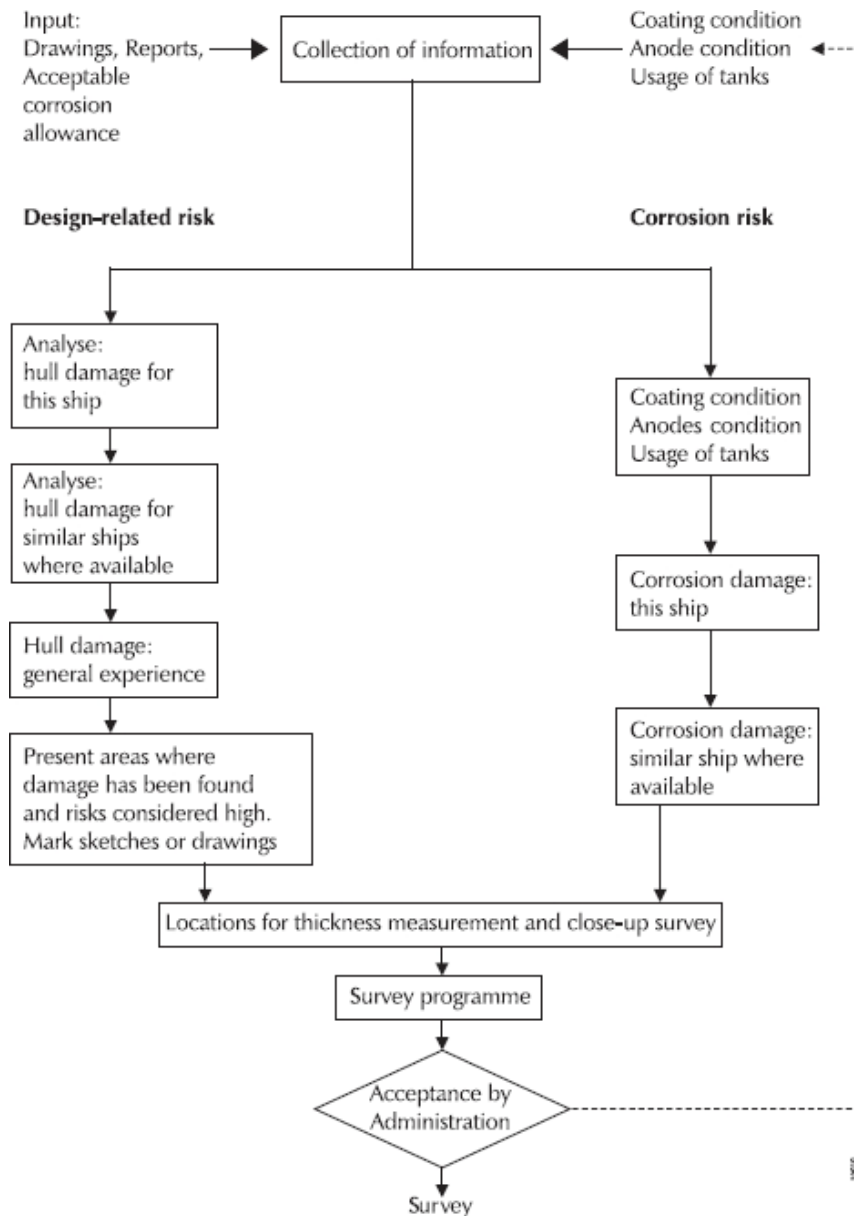 Input:
Drawings, Reports,
Acceptable
corrosion
allowance
Collection of information
Coating condition
Anode condition
Usage of tanks
Design–related risk
Corrosion risk
Analyse:
hull damage for
this ship
Analyse:
hull damage for
similar ships
where available
Hull damage:
general experience
Present areas where
damage has been found
and risks considered high.
Mark sketches or drawings
Coating condition
Anodes condition
Usage of tanks
Corrosion damage:
this ship
Corrosion damage:
similar ship where
available
Locations for thickness measurement and close-up survey
Survey programme
Acceptance by
Administration
Survey